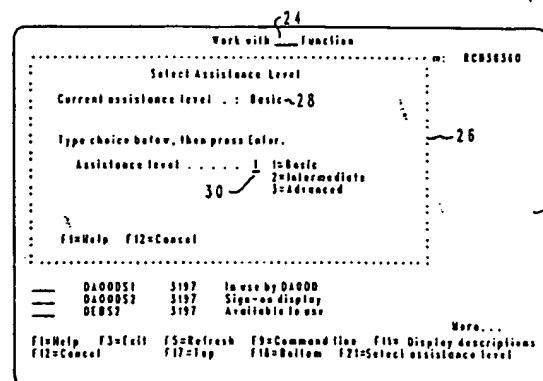 24
Work with ___ Function
m: RCH38360
Select Assistance Level
Current assistance level . : Basic 28
Type choice below, then press Enter.
26
Assistance level . . . . . 1 1=Basic
30 2=Intermediate
3=Advanced
F1=Help F12=Cancel
DAOODS1 3197 In use by DAOOD
DAOODS2 3197 Sign-on display
DEBS2 3197 Available to use
More...
F1=Help F3=Exit F5=Refresh F9=Command line F11= Display descriptions
F12=Cancel F17=Top F18=Bottom F21=Select assistance level